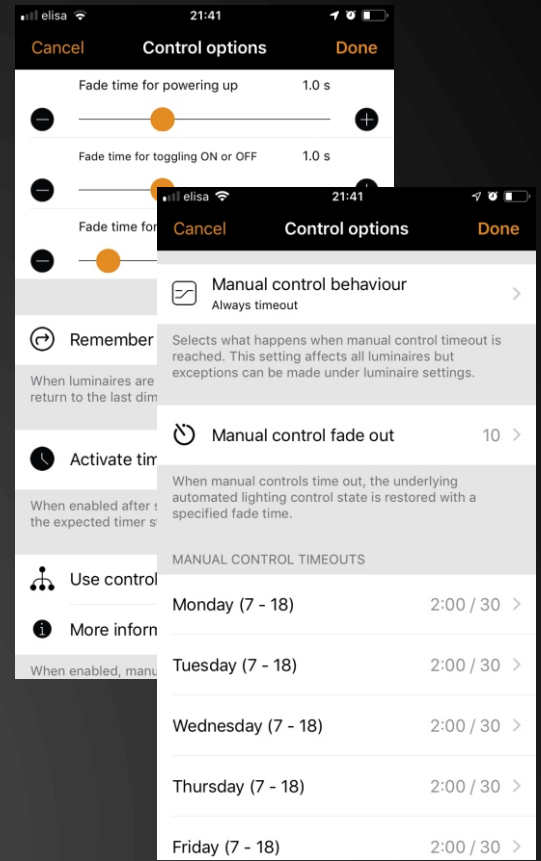 elisa
21:41
Cancel
Control options
Done
Fade time for powering up
1.0 s
Fade time for toggling ON or OFF
1.0 s
Fade time for
Remember
When luminaires are
return to the last dim
Activate tim
When enabled after
the expected timer
Use control
More inform
When enabled, manu
elisa
21:41
Cancel
Control options
Done
Manual control behaviour
Always timeout
Selects what happens when manual control timeout is
reached. This setting affects all luminaires but
exceptions can be made under luminaire settings.
Manual control fade out
10
When manual controls time out, the underlying
automated lighting control state is restored with a
specified fade time.
MANUAL CONTROL TIMEOUTS
Monday (7 - 18)
2:00 / 30
Tuesday (7 - 18)
2:00 / 30
Wednesday (7 - 18)
2:00 / 30
Thursday (7 - 18)
2:00 / 30
Friday (7 - 18)
2:00 / 30